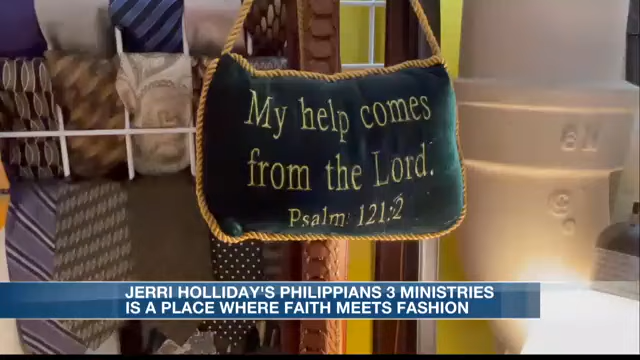 My help comes
from the Lord.
Psalm 121:2
JERRI HOLLIDAY'S PHILIPPIANS 3 MINISTRIES
IS A PLACE WHERE FAITH MEETS FASHION